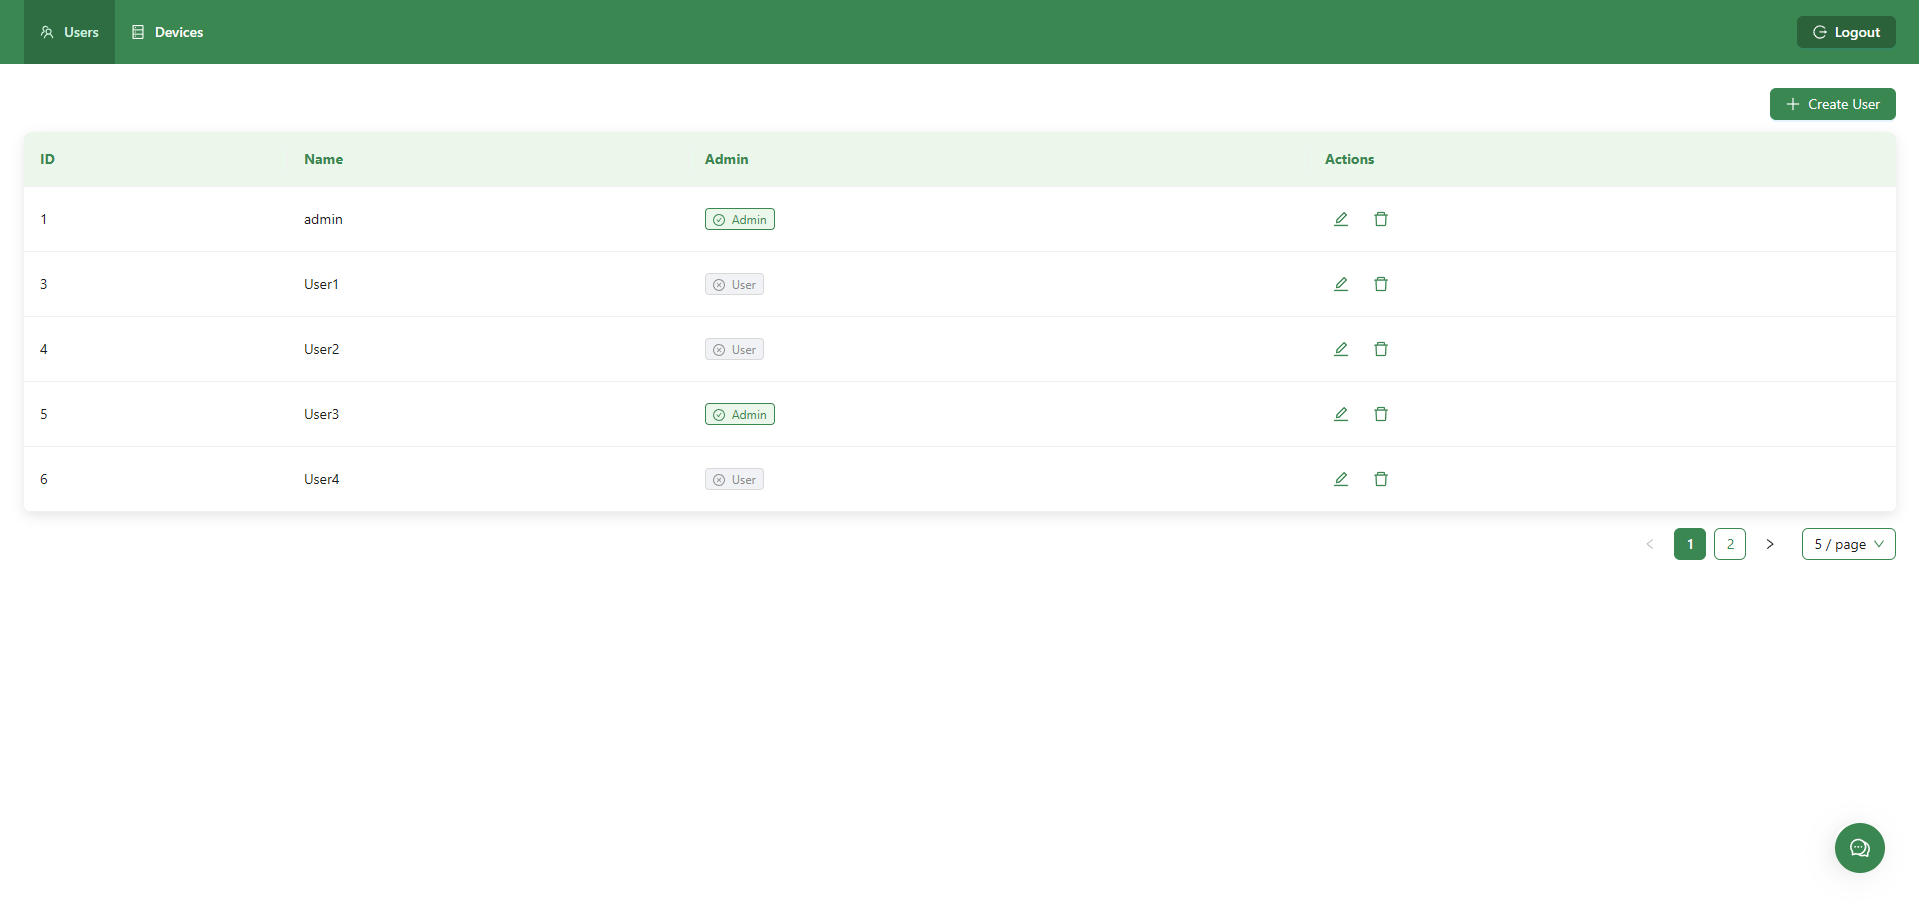 Users Devices Logout
Create User
ID Name Admin Actions
1 admin Admin
3 User1 User
4 User2 User
5 User3 Admin
6 User4 User
< 1 2 > 5 / page